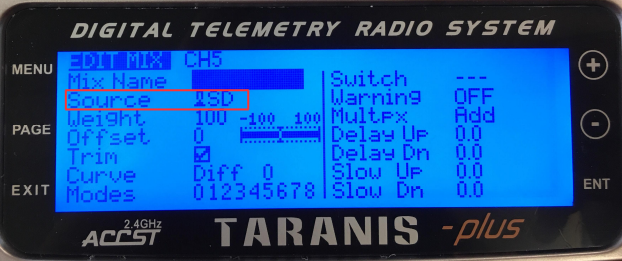 DIGITAL TELEMETRY RADIO SYSTEM
MENU
PAGE
EXIT
EDIT MIX CH5
Mix Name
Source SD
Weight 100 -100 100
Offset 0
Trim
Curve Diff 0
Modes 012345678
Switch ---
Warning OFF
Multpx Add
Delay Up 0.0
Delay Dn 0.0
Slow Up 0.0
Slow Dn 0.0
+
-
ENT
2.4GHz
ACCST
TARANIS -plus